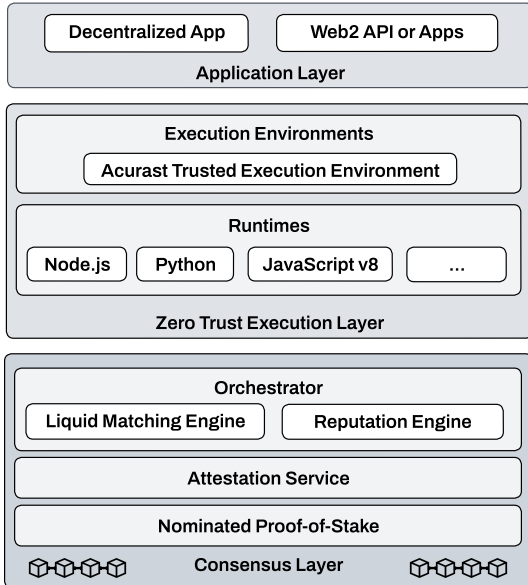 Decentralized App
Web2 API or Apps
Application Layer
Execution Environments
Acurast Trusted Execution Environment
Runtimes
Node.js
Python
JavaScript v8
...
Zero Trust Execution Layer
Orchestrator
Liquid Matching Engine
Reputation Engine
Attestation Service
Nominated Proof-of-Stake
Consensus Layer